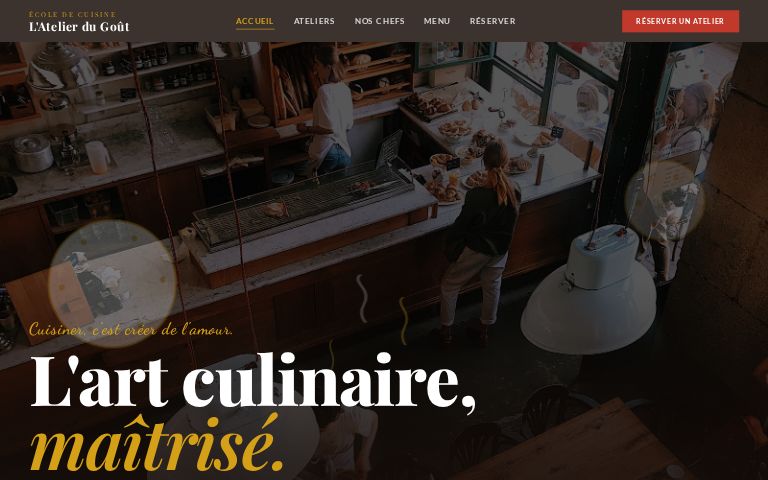 ÉCOLE DE CUISINE
L'Atelier du Goût
ACCUEIL
ATELIERS
NOS CHEFS
MENU
RÉSERVER
RÉSERVER UN ATELIER
Cuisiner, c'est créer de l'amour.
L'art culinaire,
maîtrisé.